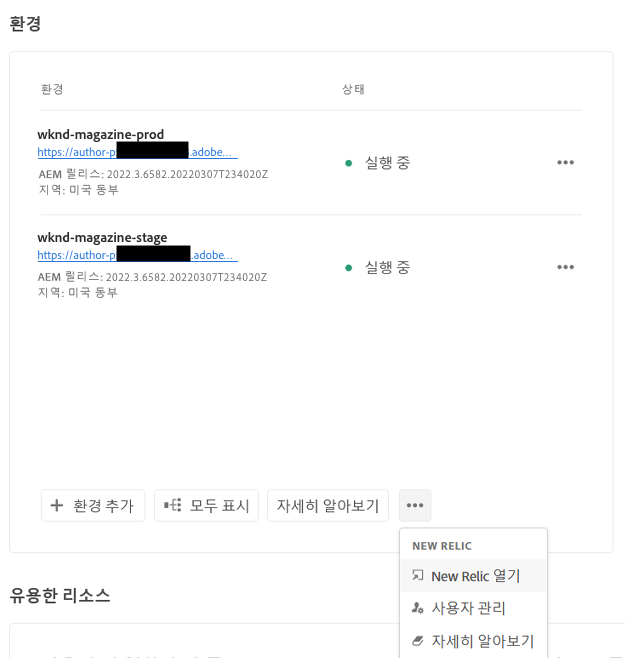 환경
환경 상태
wknd-magazine-prod
https://author-p .adobe...
AEM 릴리스: 2022.3.6582.20220307T234020Z
지역: 미국 동부
실행 중
wknd-magazine-stage
https://author-p .adobe...
AEM 릴리스: 2022.3.6582.20220307T234020Z
지역: 미국 동부
실행 중
환경 추가 모두 표시 자세히 알아보기
NEW RELIC
New Relic 열기
사용자 관리
자세히 알아보기
유용한 리소스